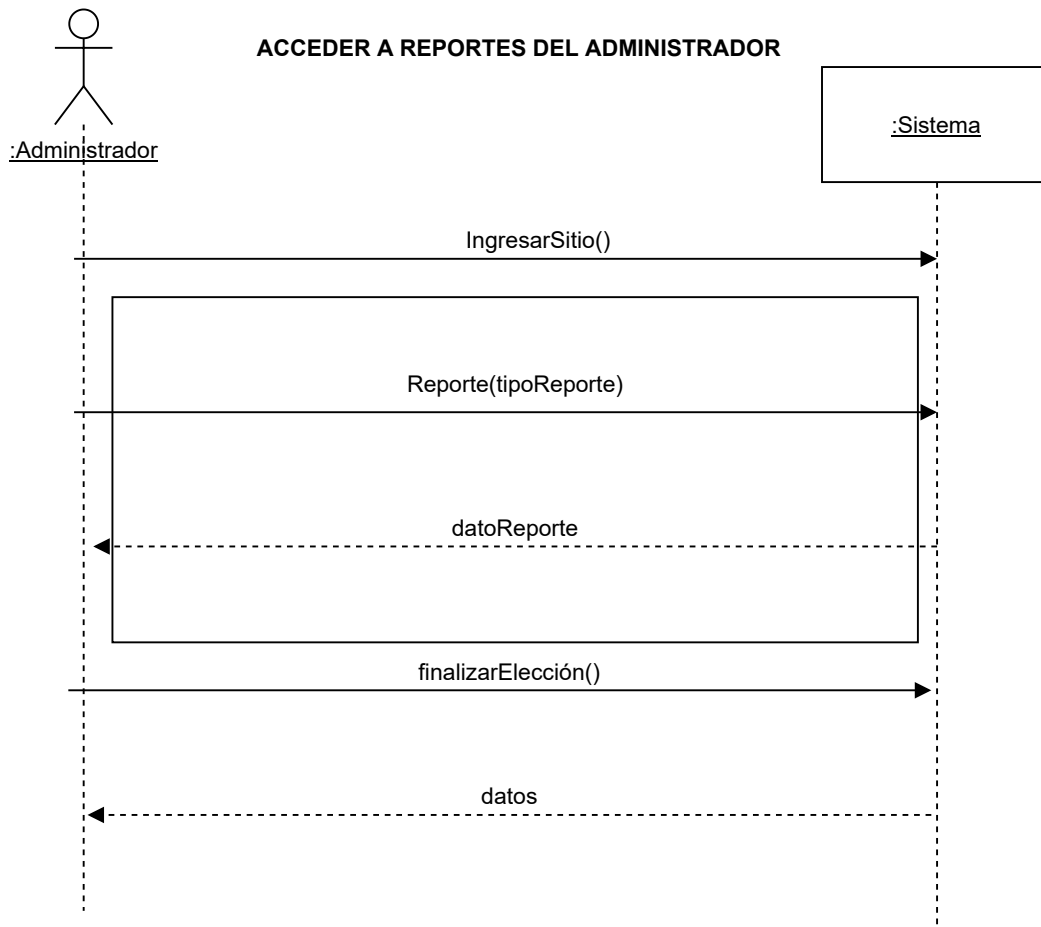 ACCEDER A REPORTES DEL ADMINISTRADOR
:Sistema
:Administrador
IngresarSitio()
Reporte(tipoReporte)
datoReporte
finalizarElección()
datos